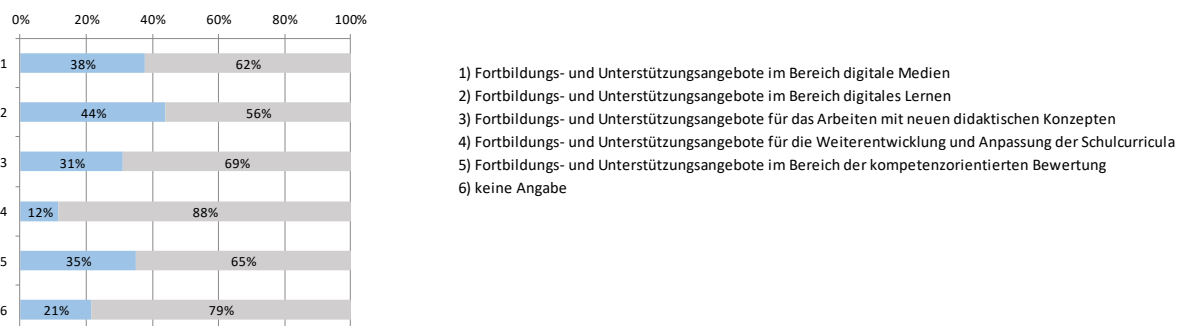 0% 20% 40% 60% 80% 100%
1 38% 62%
2 44% 56%
3 31% 69%
4 12% 88%
5 35% 65%
6 21% 79%
1) Fortbildungs- und Unterstützungsangebote im Bereich digitale Medien
2) Fortbildungs- und Unterstützungsangebote im Bereich digitales Lernen
3) Fortbildungs- und Unterstützungsangebote für das Arbeiten mit neuen didaktischen Konzepten
4) Fortbildungs- und Unterstützungsangebote für die Weiterentwicklung und Anpassung der Schulcurricula
5) Fortbildungs- und Unterstützungsangebote im Bereich der kompetenzorientierten Bewertung
6) keine Angabe